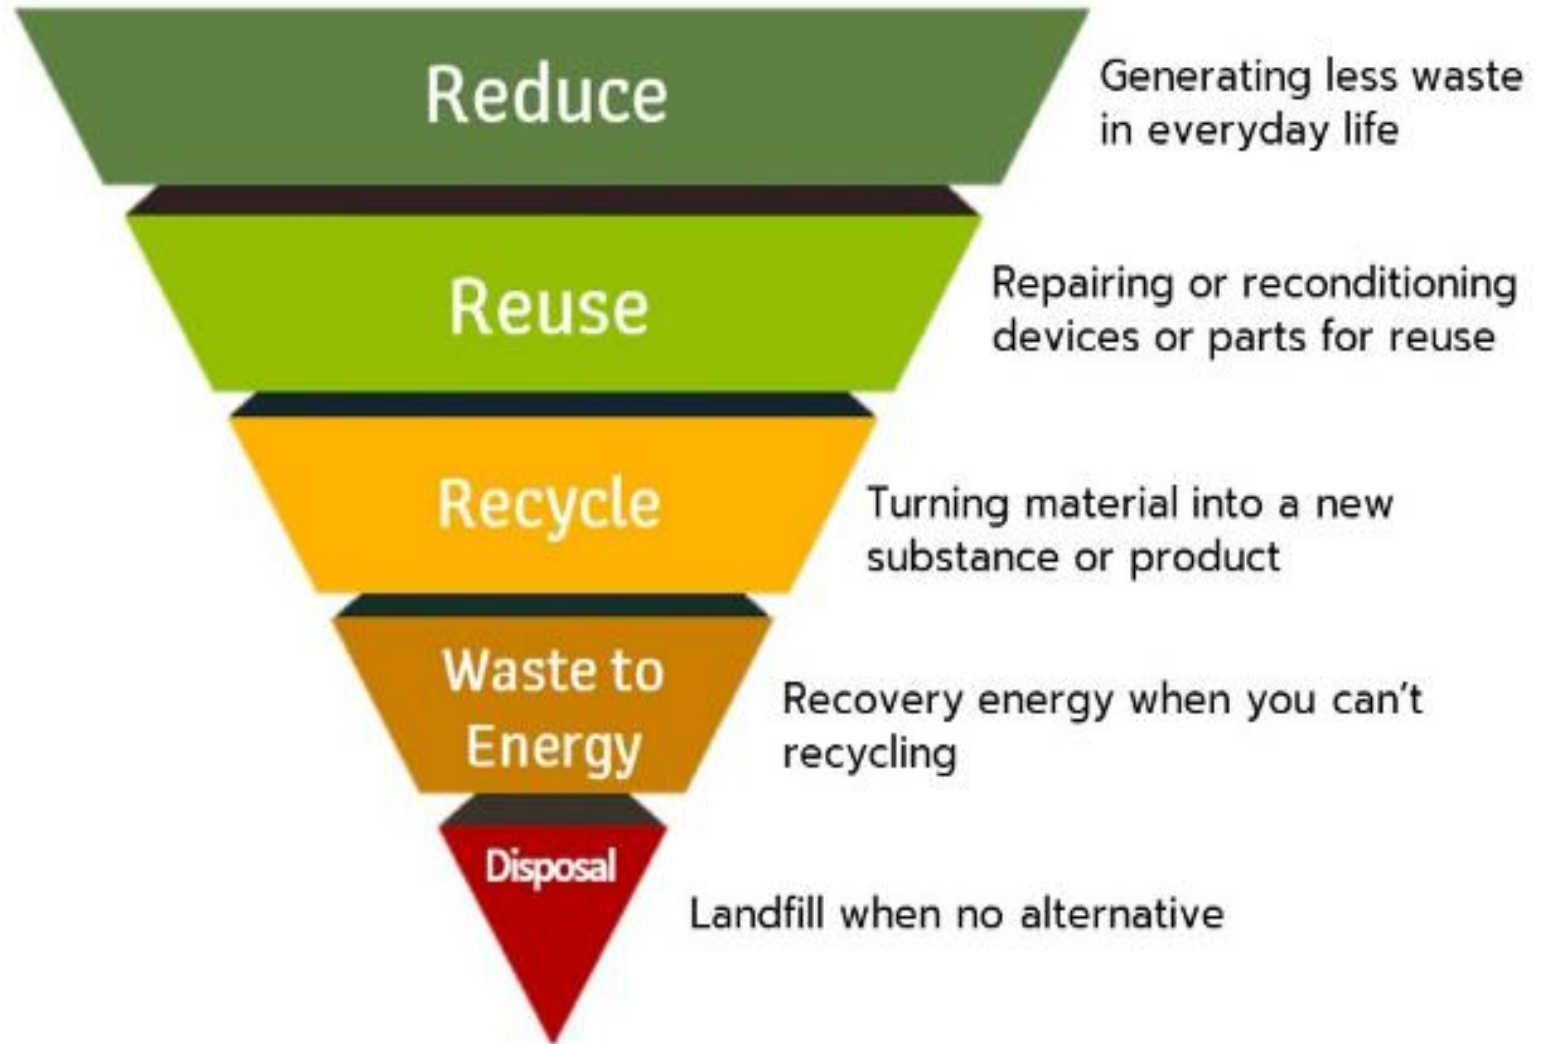 Reduce
Generating less waste
in everyday life
Reuse
Repairing or reconditioning
devices or parts for reuse
Recycle
Turning material into a new
substance or product
Waste to
Energy
Recovery energy when you can't
recycling
Disposal
Landfill when no alternative